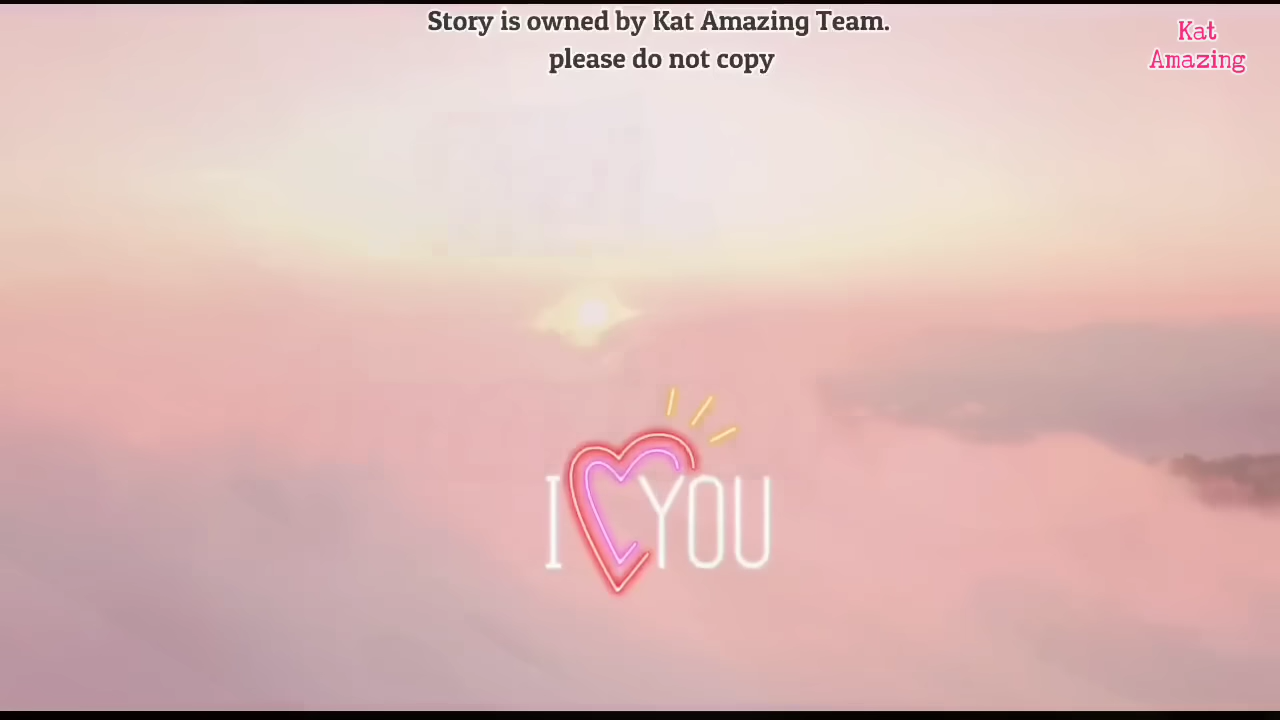 Story is owned by Kat Amazing Team.
please do not copy
Kat
Amazing
I YOU